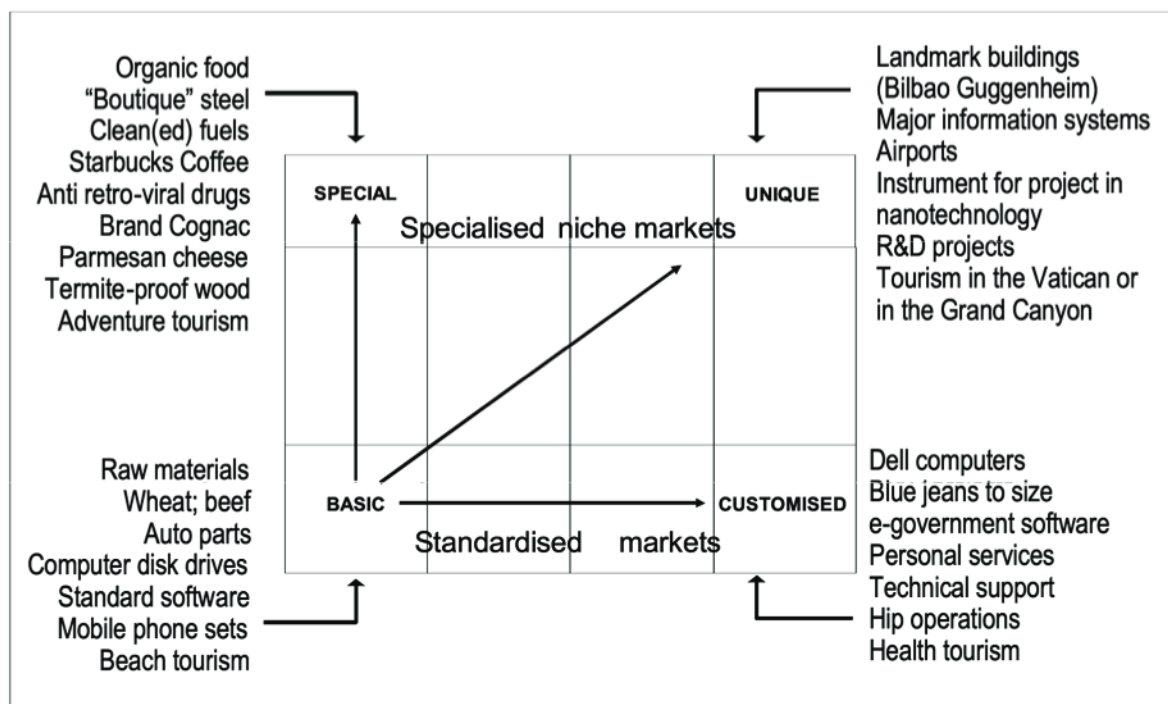 Organic food
“Boutique” steel
Clean(ed) fuels
Starbucks Coffee
Anti retro-viral drugs
Brand Cognac
Parmesan cheese
Termite-proof wood
Adventure tourism
Landmark buildings
(Bilbao Guggenheim)
Major information systems
Airports
Instrument for project in
nanotechnology
R&D projects
Tourism in the Vatican or
in the Grand Canyon
SPECIAL
UNIQUE
Specialised niche markets
BASIC
CUSTOMISED
Standardised markets
Raw materials
Wheat; beef
Auto parts
Computer disk drives
Standard software
Mobile phone sets
Beach tourism
Dell computers
Blue jeans to size
e-government software
Personal services
Technical support
Hip operations
Health tourism